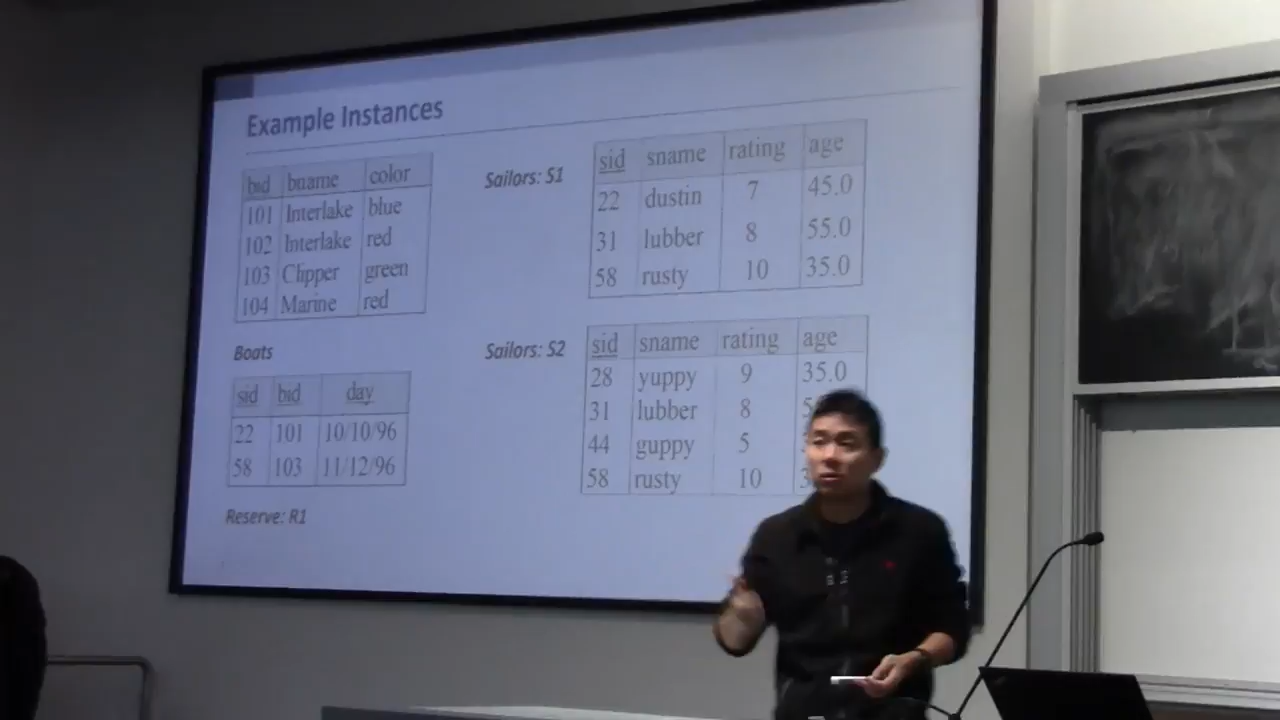 Example Instances
bid bname color
101 Interlake blue
102 Interlake red
103 Clipper green
104 Marine red
Boats
sid bid day
22 101 10/10/96
58 103 11/12/96
Reserve: R1
Sailors: S1
sid sname rating age
22 dustin 7 45.0
31 lubber 8 55.0
58 rusty 10 35.0
Sailors: S2
sid sname rating age
28 yuppy 9 35.0
31 lubber 8
44 guppy 5
58 rusty 10